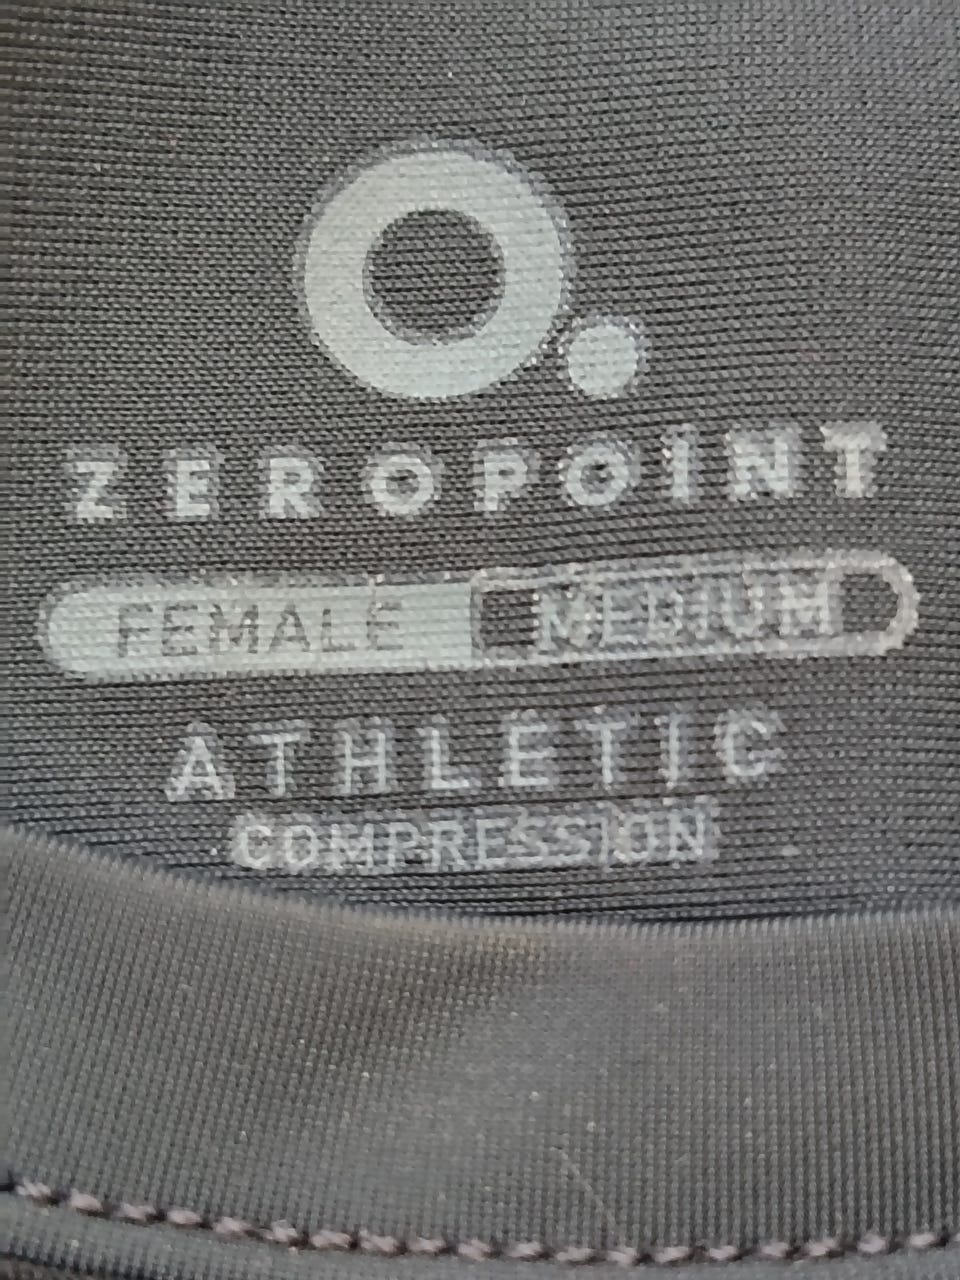 ZEROPOINT
FEMALE MEDIUM
ATHLETIC
COMPRESSION